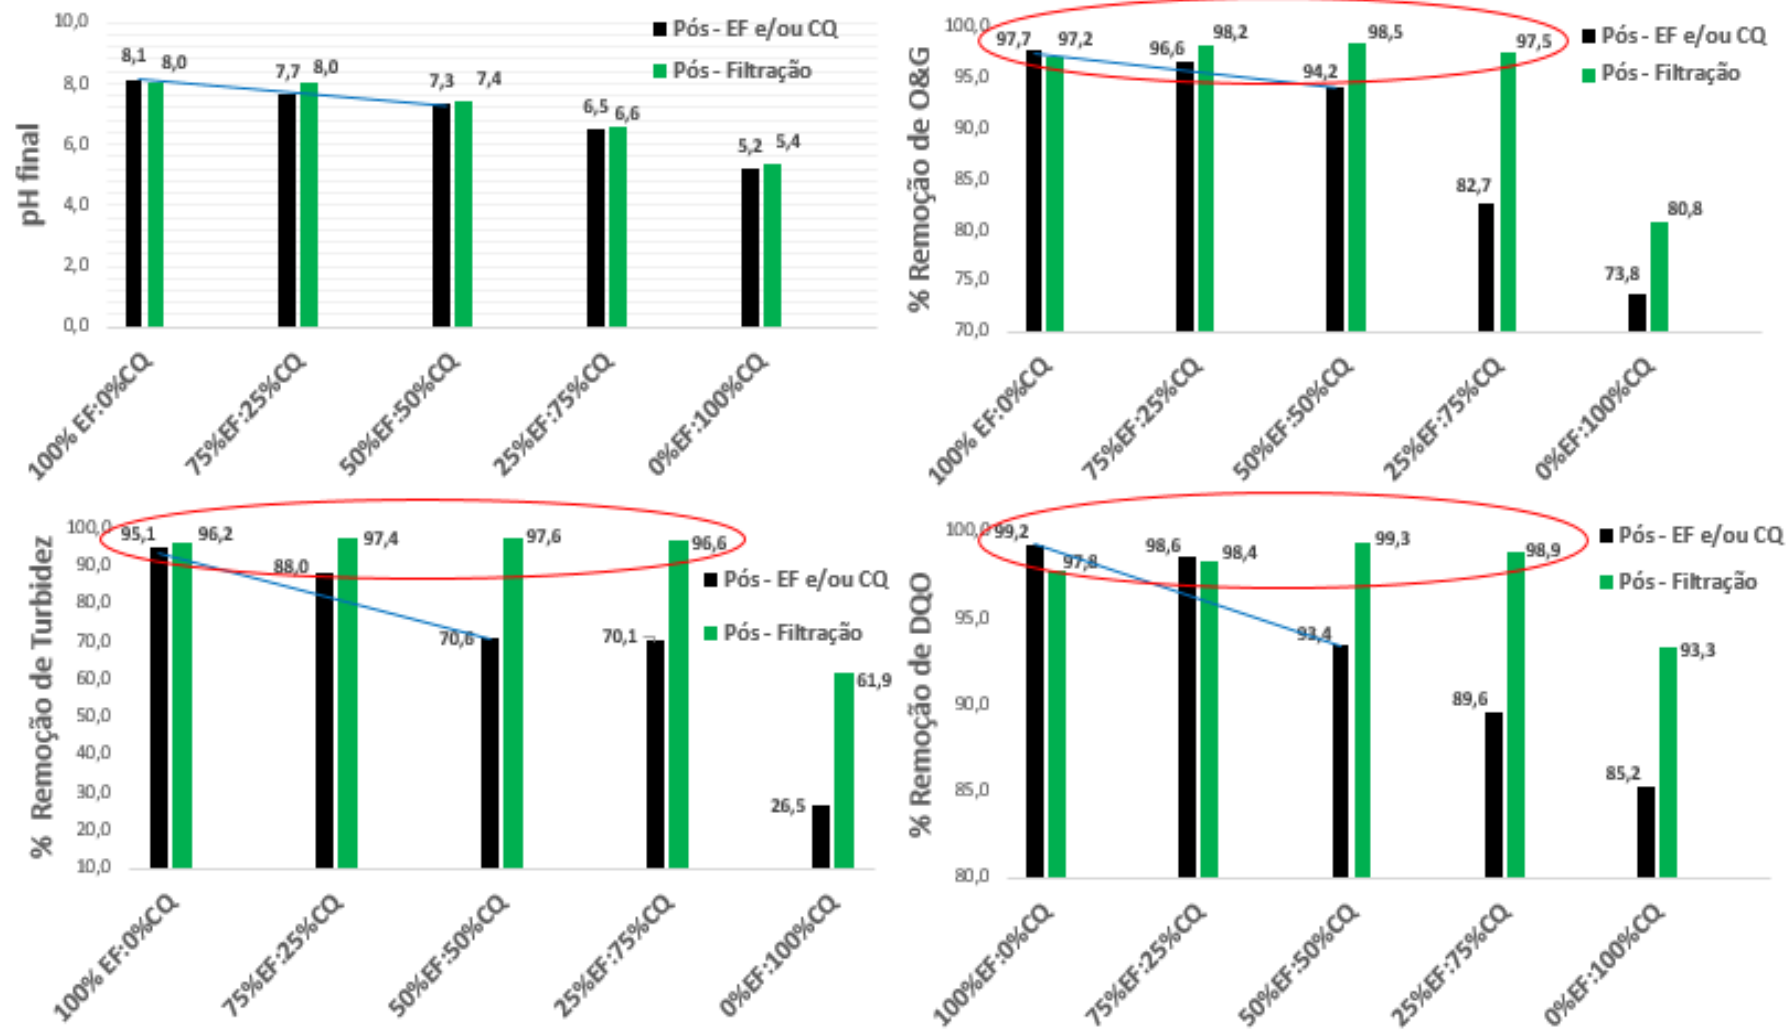 pH final
10,0
8,0
6,0
4,0
2,0
0,0
8,1
8,0
7,7
8,0
7,3
7,4
6,5
6,6
5,2
5,4
Pós - EF e/ou CQ
Pós - Filtração
100% EF:0%CQ
75%EF:25%CQ
50%EF:50%CQ
25%EF:75%CQ
0%EF:100%CQ
% Remoção de O&G
100,0
95,0
90,0
85,0
80,0
75,0
70,0
97,7
97,2
96,6
98,2
94,2
98,5
82,7
97,5
73,8
80,8
Pós - EF e/ou CQ
Pós - Filtração
100% EF:0%CQ
75%EF:25%CQ
50%EF:50%CQ
25%EF:75%CQ
0%EF:100%CQ
% Remoção de Turbidez
100,0
90,0
80,0
70,0
60,0
50,0
40,0
30,0
20,0
10,0
95,1
96,2
88,0
97,4
70,6
97,6
70,1
96,6
26,5
61,9
Pós - EF e/ou CQ
Pós - Filtração
100% EF:0%CQ
75%EF:25%CQ
50%EF:50%CQ
25%EF:75%CQ
0%EF:100%CQ
% Remoção de DQO
100,0
95,0
90,0
85,0
80,0
99,2
97,8
98,6
98,4
93,4
99,3
89,6
98,9
85,2
93,3
Pós - EF e/ou CQ
Pós - Filtração
100%EF:0%CQ
75%EF:25%CQ
50%EF:50%CQ
25%EF:75%CQ
0%EF:100%CQ